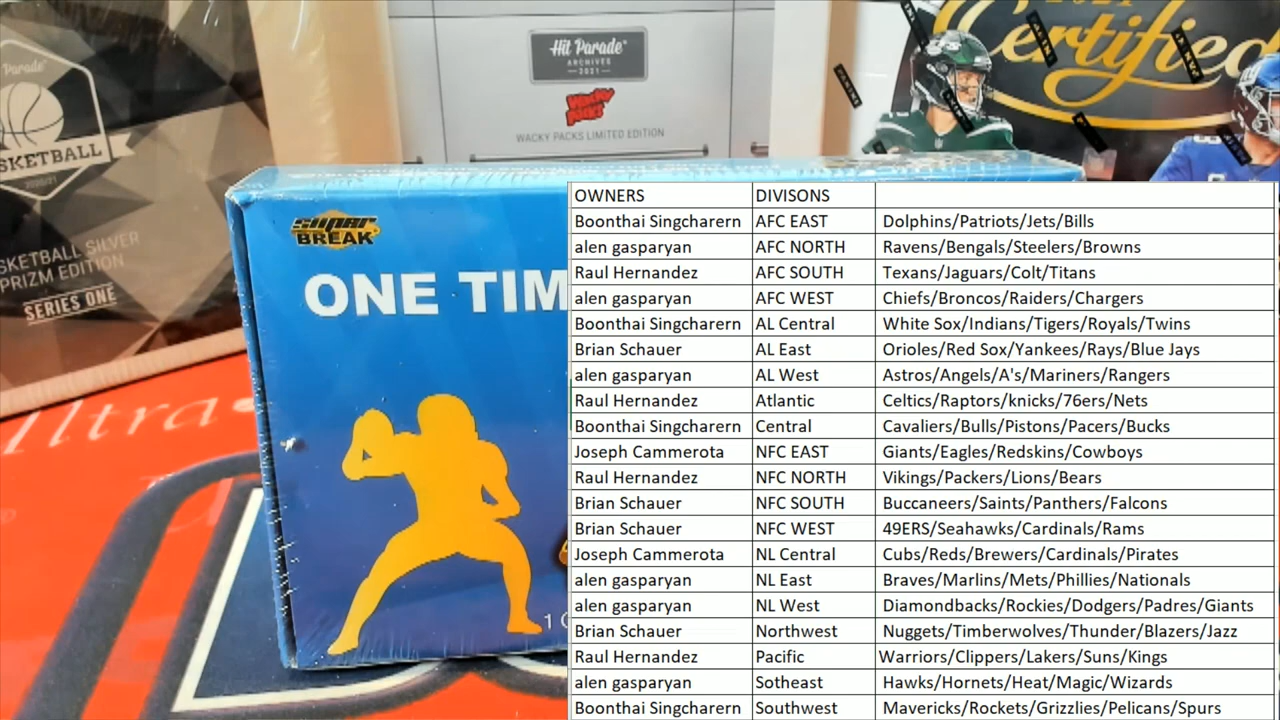 Parade
SKETBALL
2020/21
SKETBALL SILVER
PRIZM EDITION
SERIES ONE
Hit Parade
ARCHIVES
2021
Wacky
Packs
WACKY PACKS LIMITED EDITION
2021
Certified
Super
BREAK
ONE TIM
ltra
OWNERS DIVISONS
Boonthai Singcharern AFC EAST Dolphins/Patriots/Jets/Bills
alen gasparyan AFC NORTH Ravens/Bengals/Steelers/Browns
Raul Hernandez AFC SOUTH Texans/Jaguars/Colt/Titans
alen gasparyan AFC WEST Chiefs/Broncos/Raiders/Chargers
Boonthai Singcharern AL Central White Sox/Indians/Tigers/Royals/Twins
Brian Schauer AL East Orioles/Red Sox/Yankees/Rays/Blue Jays
alen gasparyan AL West Astros/Angels/A's/Mariners/Rangers
Raul Hernandez Atlantic Celtics/Raptors/knicks/76ers/Nets
Boonthai Singcharern Central Cavaliers/Bulls/Pistons/Pacers/Bucks
Joseph Cammerota NFC EAST Giants/Eagles/Redskins/Cowboys
Raul Hernandez NFC NORTH Vikings/Packers/Lions/Bears
Brian Schauer NFC SOUTH Buccaneers/Saints/Panthers/Falcons
Brian Schauer NFC WEST 49ERS/Seahawks/Cardinals/Rams
Joseph Cammerota NL Central Cubs/Reds/Brewers/Cardinals/Pirates
alen gasparyan NL East Braves/Marlins/Mets/Phillies/Nationals
alen gasparyan NL West Diamondbacks/Rockies/Dodgers/Padres/Giants
Brian Schauer Northwest Nuggets/Timberwolves/Thunder/Blazers/Jazz
Raul Hernandez Pacific Warriors/Clippers/Lakers/Suns/Kings
alen gasparyan Sotheast Hawks/Hornets/Heat/Magic/Wizards
Boonthai Singcharern Southwest Mavericks/Rockets/Grizzlies/Pelicans/Spurs